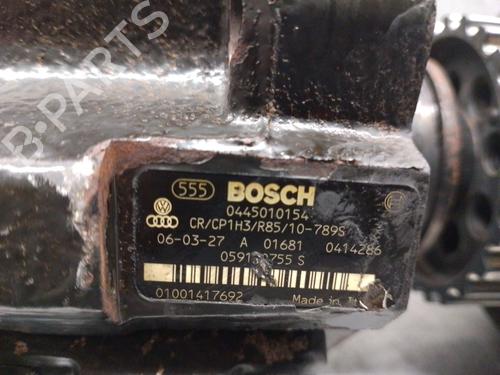 B-PARTS
555 BOSCH
0445010154
CR/CP1H3/R85/10-789S
06-03-27 A 01681 0414286
S
01001417692 Made in